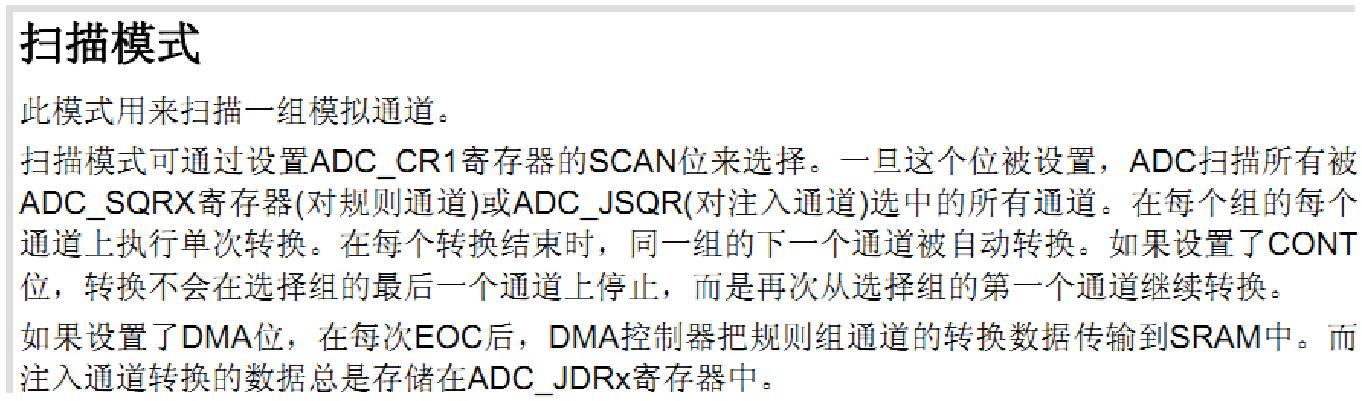 扫描模式
此模式用来扫描一组模拟通道。
扫描模式可通过设置ADC_CR1寄存器的SCAN位来选择。一旦这个位被设置，ADC扫描所有被
ADC_SQRX寄存器(对规则通道)或ADC_JSQR(对注入通道)选中的所有通道。在每个组的每个
通道上执行单次转换。在每个转换结束时，同一组的下一个通道被自动转换。如果设置了CONT
位，转换不会在选择组的最后一个通道上停止，而是再次从选择组的第一个通道继续转换。
如果设置了DMA位，在每次EOC后，DMA控制器把规则组通道的转换数据传输到SRAM中。而
注入通道转换的数据总是存储在ADC_JDRx寄存器中。